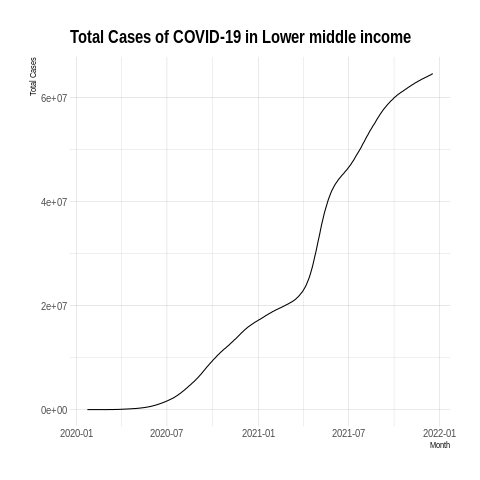 Total Cases of COVID-19 in Lower middle income
Total Cases
6e+07
4e+07
2e+07
0e+00
2020-01 2020-07 2021-01 2021-07 2022-01
Month